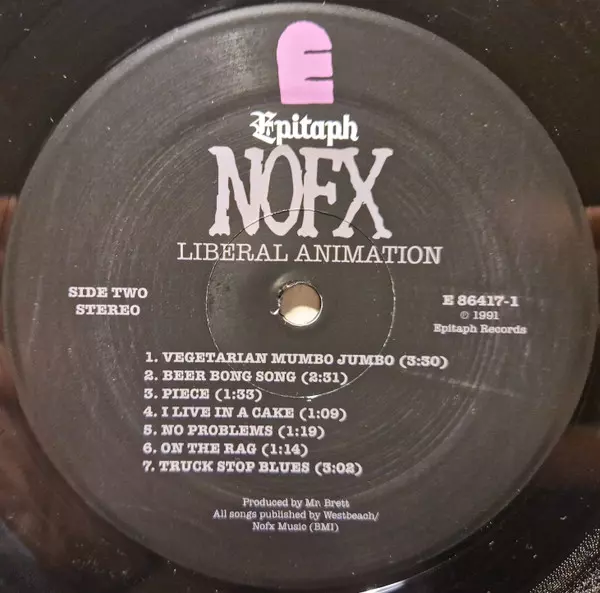 E
Epitaph
NOFX
LIBERAL ANIMATION
SIDE TWO
STEREO
E 86417-1
℗ 1991
Epitaph Records
1. VEGETARIAN MUMBO JUMBO (3:30)
2. BEER BONG SONG (2:31)
3. PIECE (1:33)
4. I LIVE IN A CAKE (1:09)
5. NO PROBLEMS (1:19)
6. ON THE RAG (1:14)
7. TRUCK STOP BLUES (3:02)
Produced by Mr. Brett
All songs published by Westbeach/
Nofx Music (BMI)